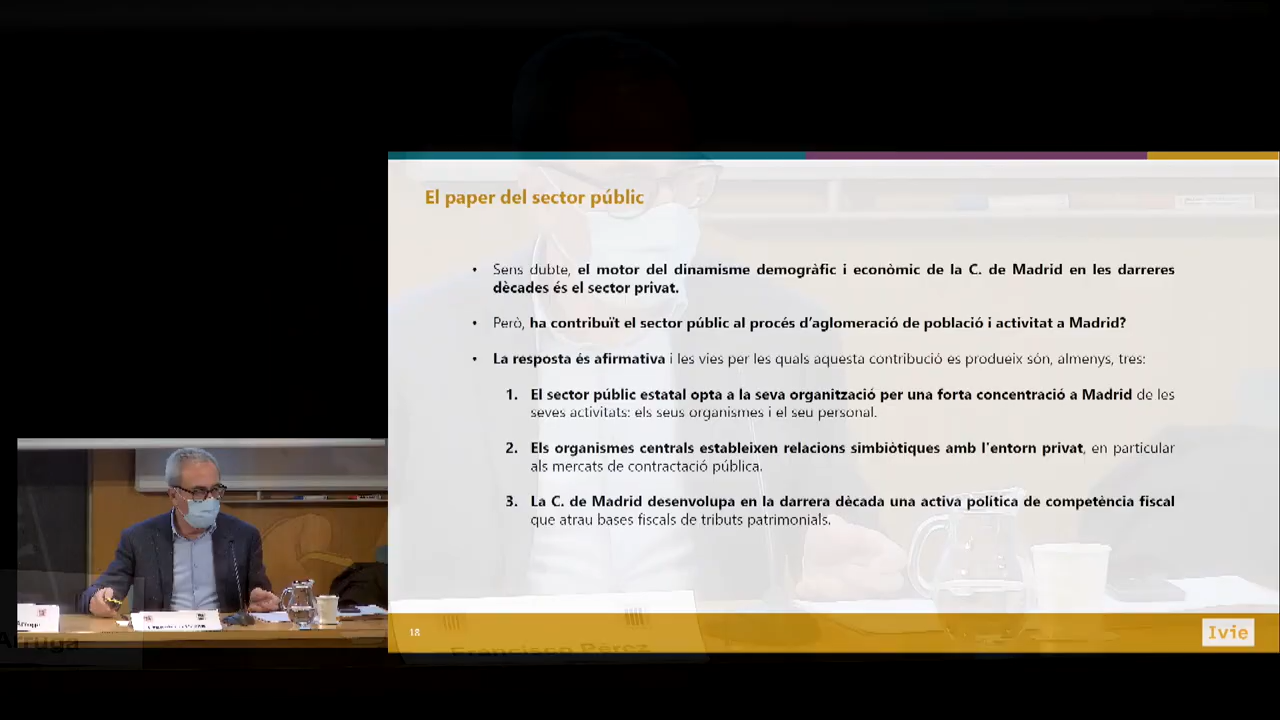 El paper del sector públic
• Sens dubte, el motor del dinamisme demogràfic i econòmic de la C. de Madrid en les darreres
dècades és el sector privat.
• Però, ha contribuït el sector públic al procés d'aglomeració de població i activitat a Madrid?
• La resposta és afirmativa i les vies per les quals aquesta contribució es produeix són, almenys, tres:
1. El sector públic estatal opta a la seva organització per una forta concentració a Madrid de les
seves activitats: els seus organismes i el seu personal.
2. Els organismes centrals estableixen relacions simbiòtiques amb l'entorn privat, en particular
als mercats de contractació pública.
3. La C. de Madrid desenvolupa en la darrera dècada una activa política de competència fiscal
que atrau bases fiscals de tributs patrimonials.
Arruga
Francisco Pérez
18
Ivie